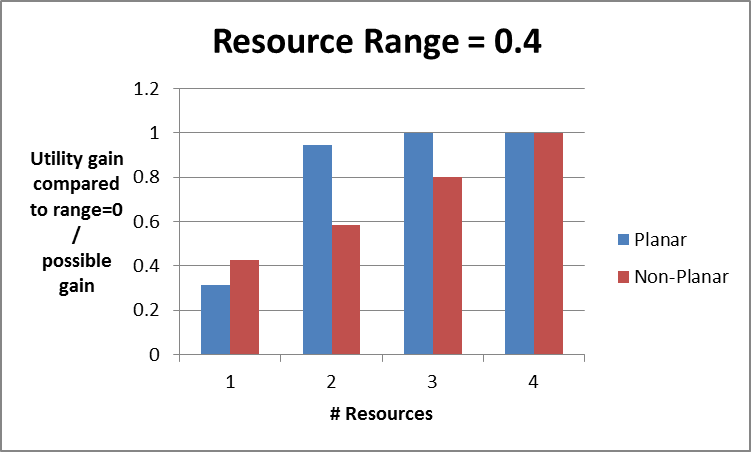 Resource Range = 0.4
Utility gain
compared
to range=0
/
possible
gain
1.2
1
0.8
0.6
0.4
0.2
0
1 2 3 4
# Resources
Planar
Non-Planar